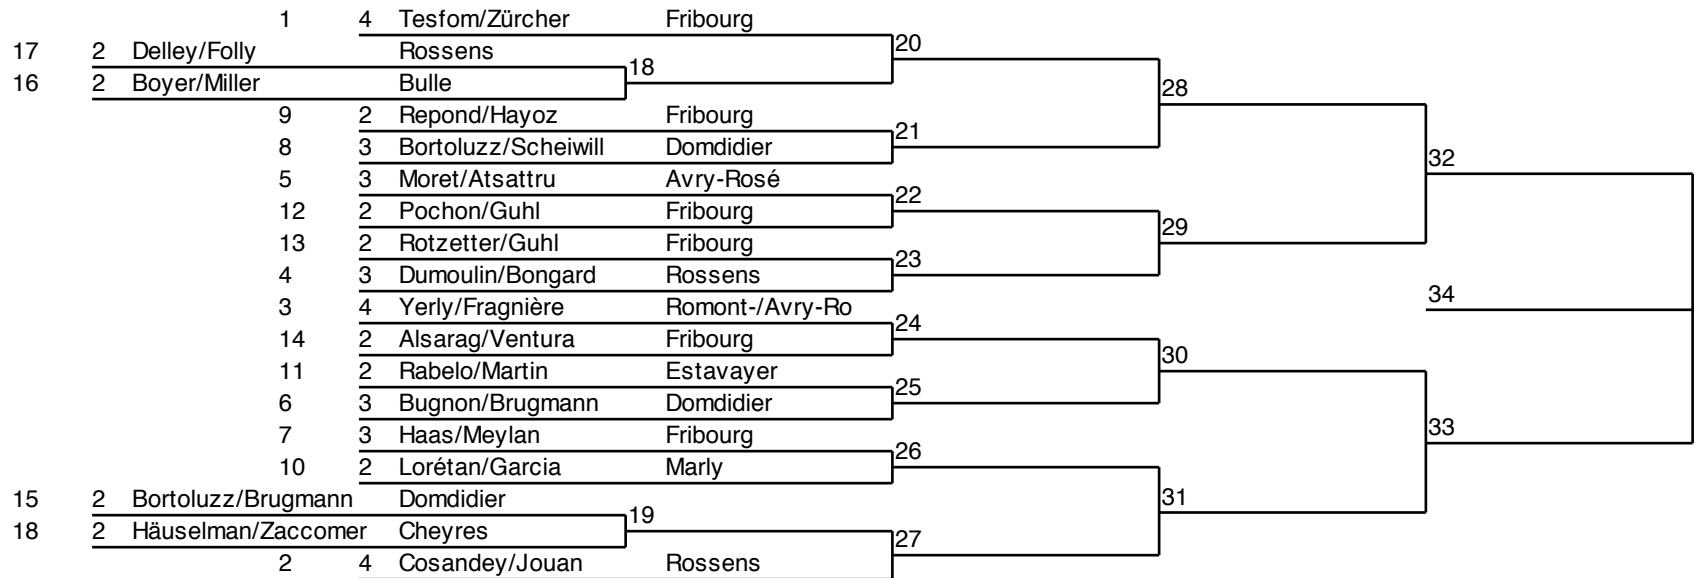 1 4 Tesfom/Zürcher Fribourg
20
17 2 Delley/Folly Rossens
18
16 2 Boyer/Miller Bulle
28
9 2 Repond/Hayoz Fribourg
21
8 3 Bortoluzz/Scheiwill Domdidier
32
5 3 Moret/Atsattru Avry-Rosé
22
12 2 Pochon/Guhl Fribourg
29
13 2 Rotzetter/Guhl Fribourg
23
4 3 Dumoulin/Bongard Rossens
34
3 4 Yerly/Fragnière Romont-/Avry-Ro
24
14 2 Alsarag/Ventura Fribourg
30
11 2 Rabelo/Martin Estavayer
25
6 3 Bugnon/Brugmann Domdidier
33
7 3 Haas/Meylan Fribourg
26
10 2 Lorétan/Garcia Marly
31
15 2 Bortoluzz/Brugmann Domdidier
19
18 2 Häuselman/Zaccomer Cheyres
27
2 4 Cosandey/Jouan Rossens